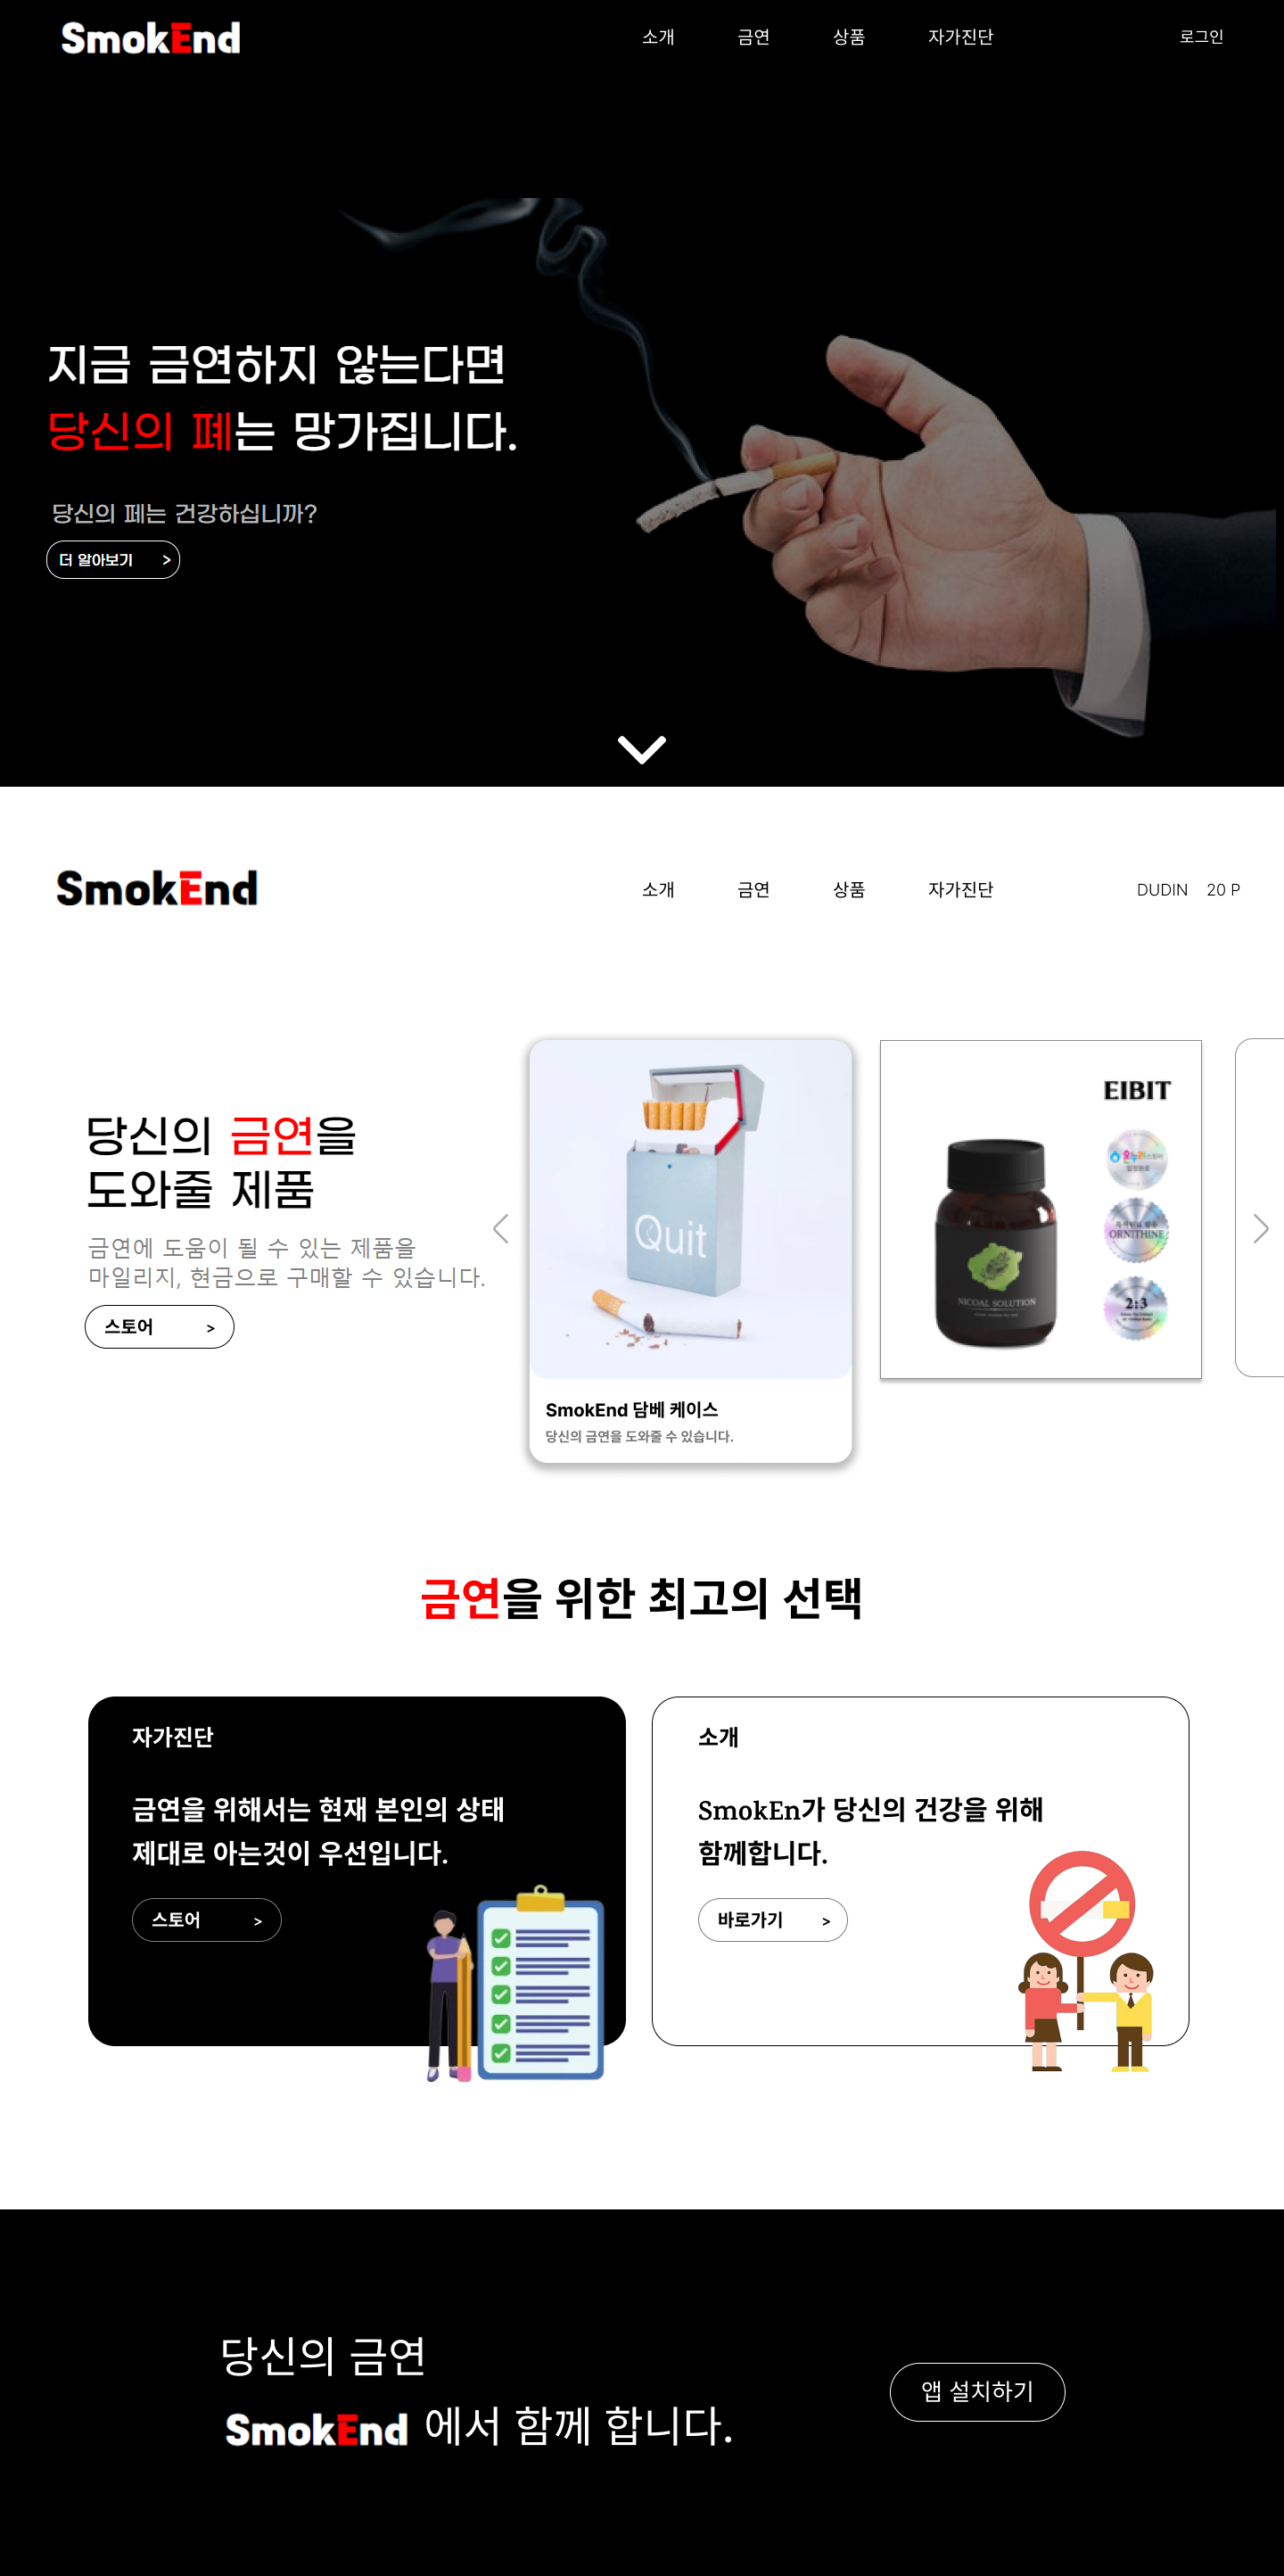 SmokEnd
소개 금연 상품 자가진단 로그인
지금 금연하지 않는다면
당신의 폐는 망가집니다.
당신의 페는 건강하십니까?
더 알아보기 >
SmokEnd
소개 금연 상품 자가진단 DUDIN 20 P
당신의 금연을
도와줄 제품
금연에 도움이 될 수 있는 제품을
마일리지, 현금으로 구매할 수 있습니다.
스토어 >
Quit
SmokEnd 담베 케이스
당신의 금연을 도와줄 수 있습니다.
EIBIT
ORNITHINE
2:3
NICOAL SOLUTION
금연을 위한 최고의 선택
자가진단
금연을 위해서는 현재 본인의 상태
제대로 아는것이 우선입니다.
스토어 >
소개
SmokEn가 당신의 건강을 위해
함께합니다.
바로가기 >
당신의 금연
SmokEnd 에서 함께 합니다.
앱 설치하기